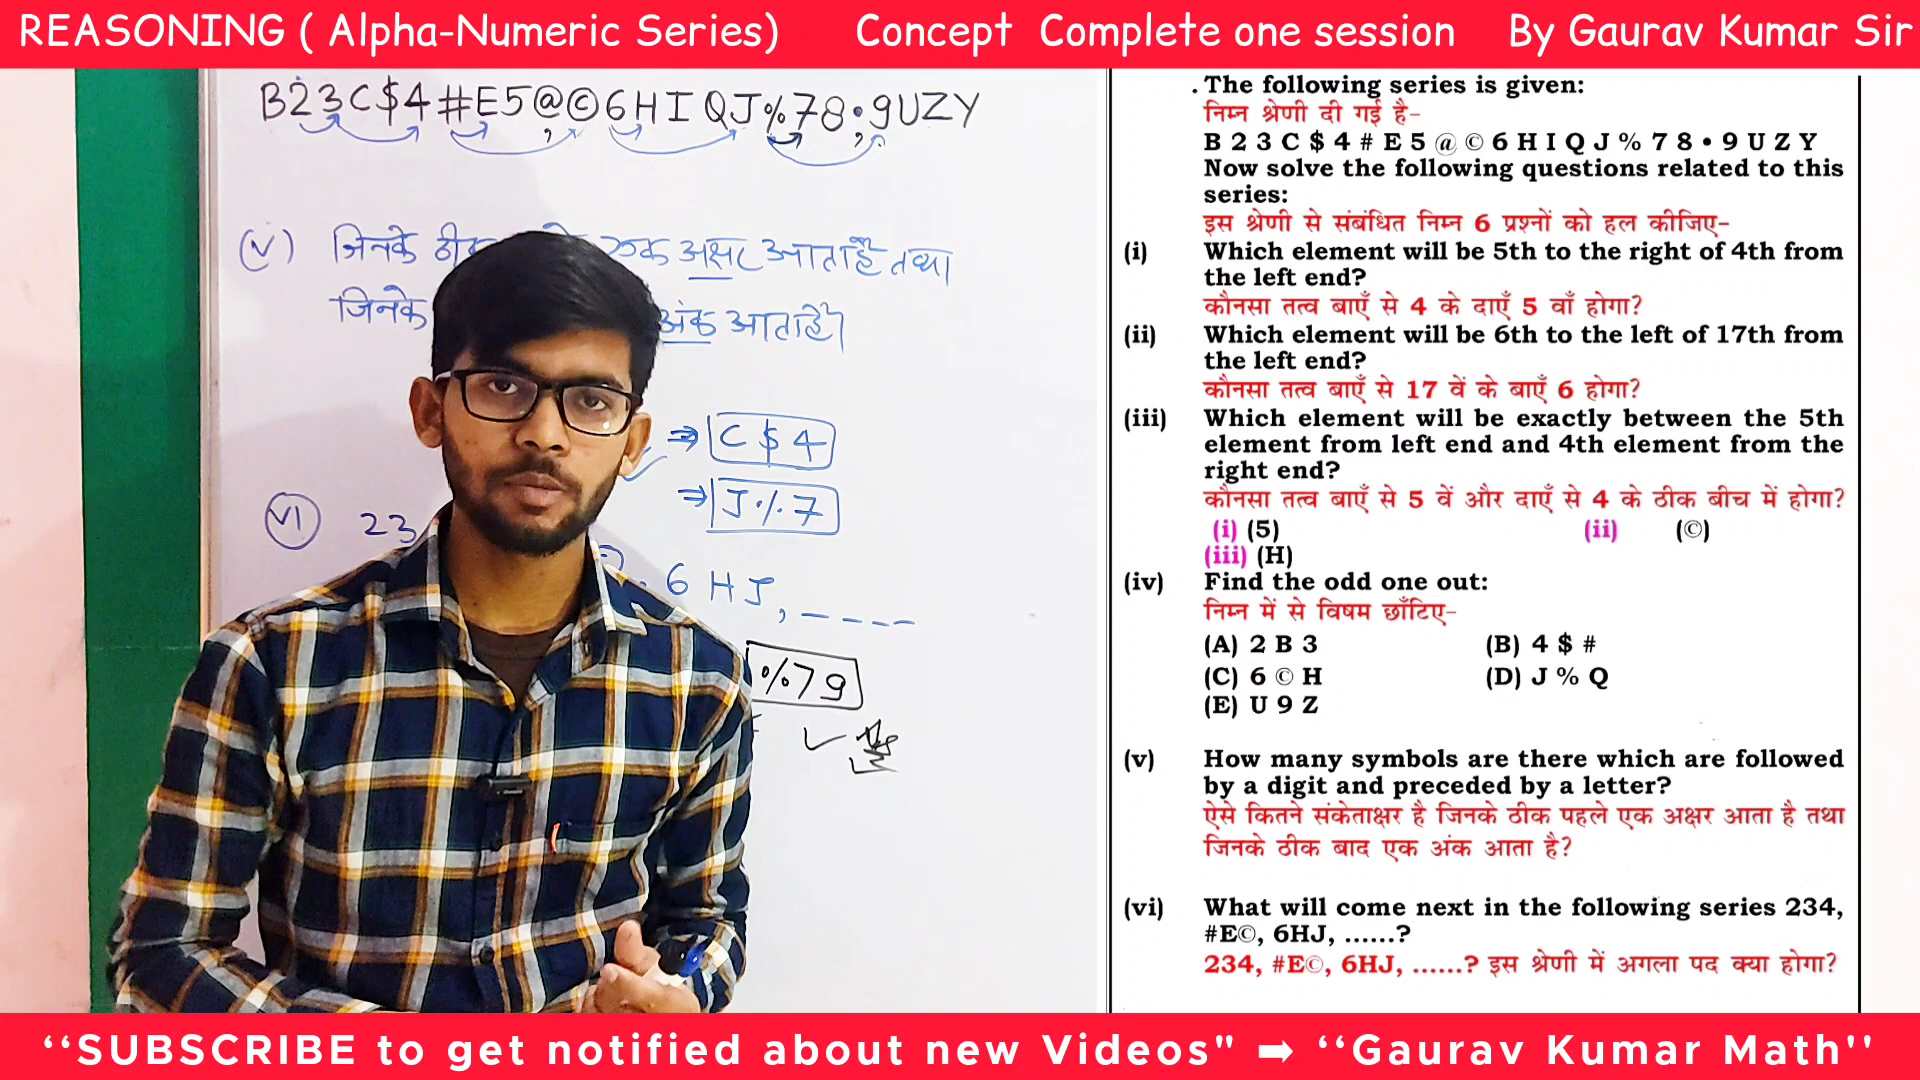 REASONING ( Alpha-Numeric Series) Concept Complete one session By Gaurav Kumar Sir
B23C$4#E5@©6HIQJ%78•9UZY
(v) जिनके ठीक एक अक्षर आता है तथा
जिनके अंक आता है।
⇒ C $ 4
⇒ J % 7
(VI) 23
6 H J, ----
%79
. The following series is given:
निम्न श्रेणी दी गई है-
B 2 3 C $ 4 # E 5 @ © 6 H I Q J % 7 8 • 9 U Z Y
Now solve the following questions related to this
series:
इस श्रेणी से संबंधित निम्न 6 प्रश्नों को हल कीजिए-
(i) Which element will be 5th to the right of 4th from
the left end?
कौनसा तत्व बाएँ से 4 के दाएँ 5 वाँ होगा?
(ii) Which element will be 6th to the left of 17th from
the left end?
कौनसा तत्व बाएँ से 17 वें के बाएँ 6 होगा?
(iii) Which element will be exactly between the 5th
element from left end and 4th element from the
right end?
कौनसा तत्व बाएँ से 5 वें और दाएँ से 4 के ठीक बीच में होगा?
(i) (5) (ii) (©)
(iii) (H)
(iv) Find the odd one out:
निम्न में से विषम छाँटिए-
(A) 2 B 3 (B) 4 $ #
(C) 6 © H (D) J % Q
(E) U 9 Z
(v) How many symbols are there which are followed
by a digit and preceded by a letter?
ऐसे कितने संकेताक्षर है जिनके ठीक पहले एक अक्षर आता है तथा
जिनके ठीक बाद एक अंक आता है?
(vi) What will come next in the following series 234,
#E©, 6HJ, ......?
234, #E©, 6HJ, ......? इस श्रेणी में अगला पद क्या होगा?
‘‘SUBSCRIBE to get notified about new Videos" ➡ ‘‘Gaurav Kumar Math''